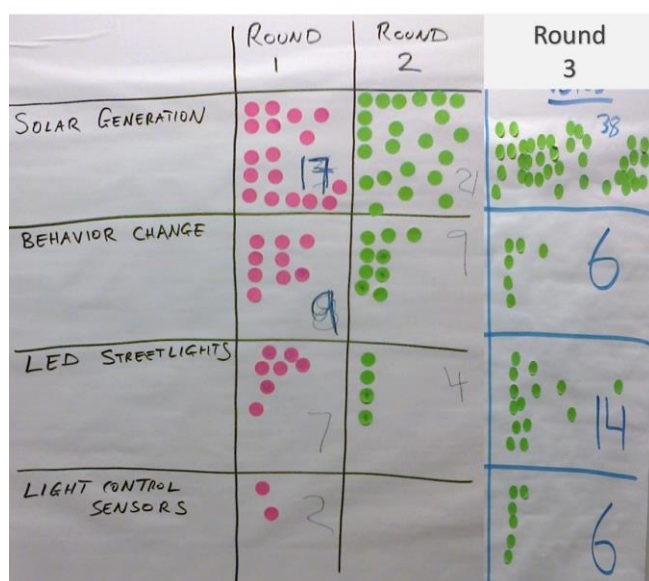 ROUND 1
ROUND 2
Round 3
SOLAR GENERATION
17
21
38
BEHAVIOR CHANGE
9
9
6
LED STREETLIGHTS
7
4
14
LIGHT CONTROL
SENSORS
2
6